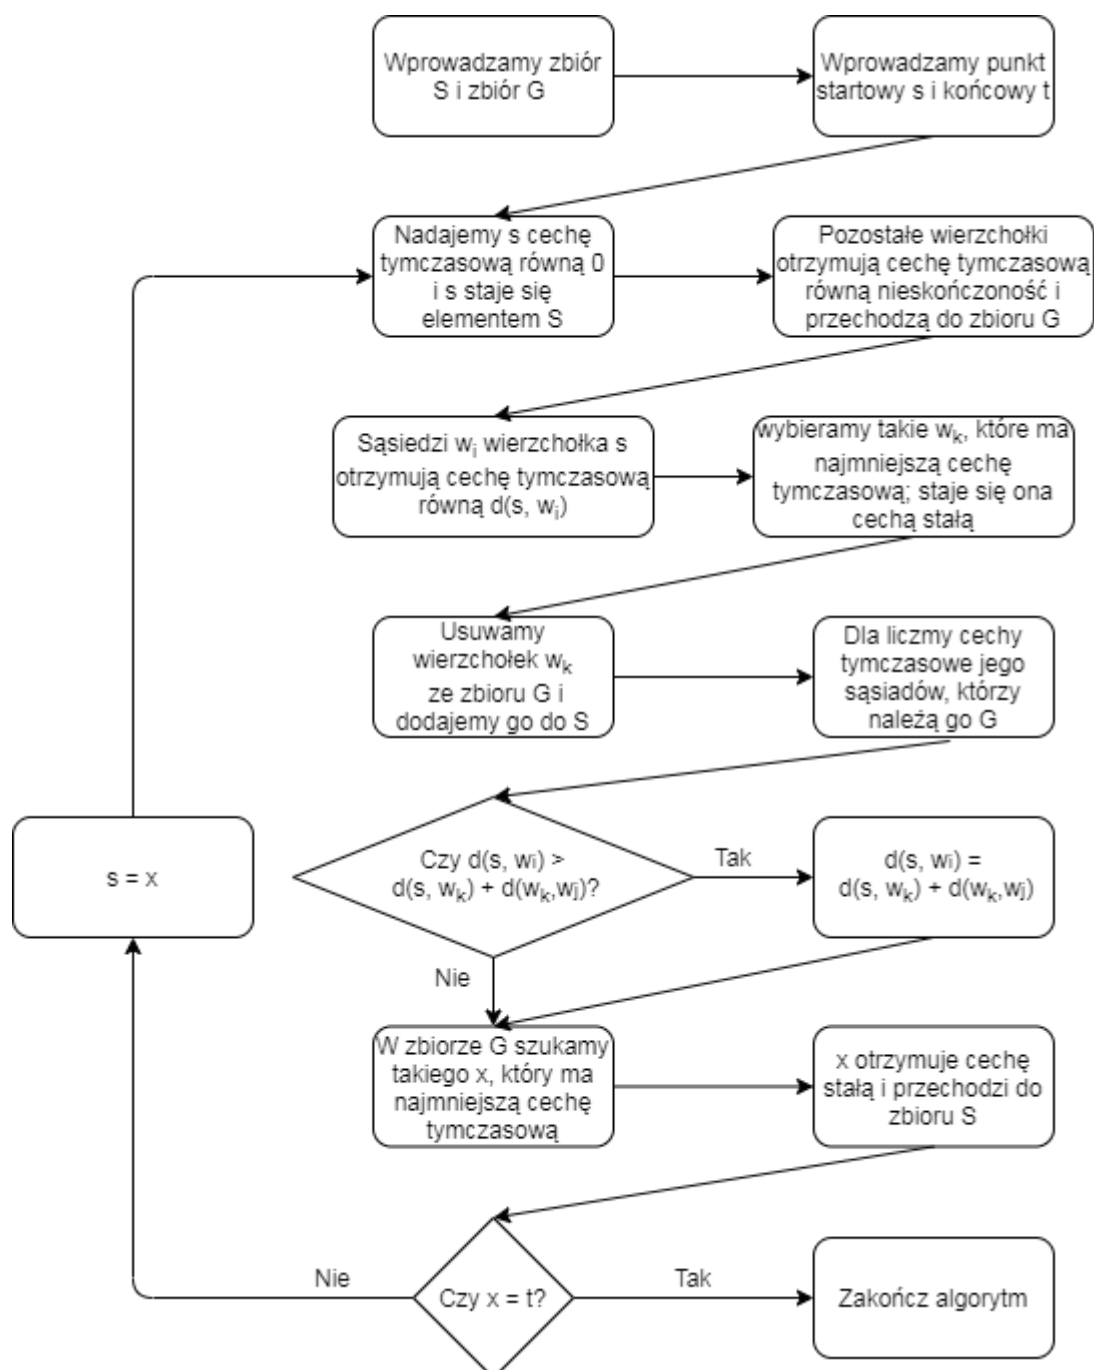 Wprowadzamy zbiór
S i zbiór G
Wprowadzamy punkt
startowy s i końcowy t
Nadajemy s cechę
tymczasową równą 0
i s staje się
elementem S
Pozostałe wierzchołki
otrzymują cechę tymczasową
równą nieskończoność i
przechodzą do zbioru G
Sąsiedzi wᵢ wierzchołka s
otrzymują cechę tymczasową
równą d(s, wᵢ)
wybieramy takie wₖ, które ma
najmniejszą cechę
tymczasową; staje się ona
cechą stałą
Usuwamy
wierzchołek wₖ
ze zbioru G i
dodajemy go do S
Dla liczmy cechy
tymczasowe jego
sąsiadów, którzy
należą go G
s = x
Czy d(s, wi) >
d(s, wₖ) + d(wₖ,wj)?
Tak
d(s, wi) =
d(s, wₖ) + d(wₖ,wj)
Nie
W zbiorze G szukamy
takiego x, który ma
najmniejszą cechę
tymczasową
x otrzymuje cechę
stałą i przechodzi do
zbioru S
Nie
Czy x = t?
Tak
Zakończ algorytm